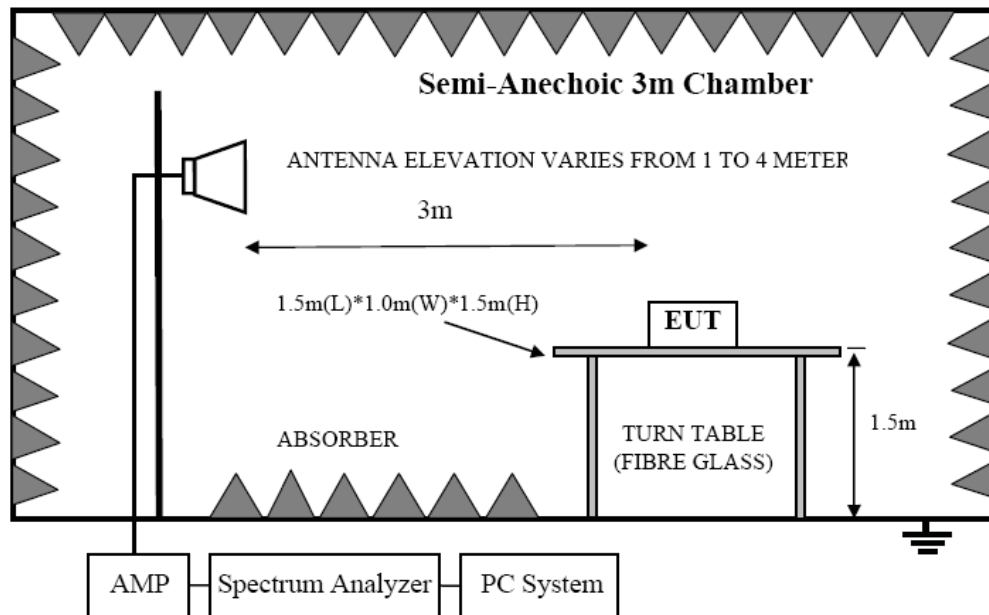 Semi-Anechoic 3m Chamber
ANTENNA ELEVATION VARIES FROM 1 TO 4 METER
3m
1.5m(L)*1.0m(W)*1.5m(H)
EUT
1.5m
ABSORBER
TURN TABLE
(FIBRE GLASS)
AMP
Spectrum Analyzer
PC System